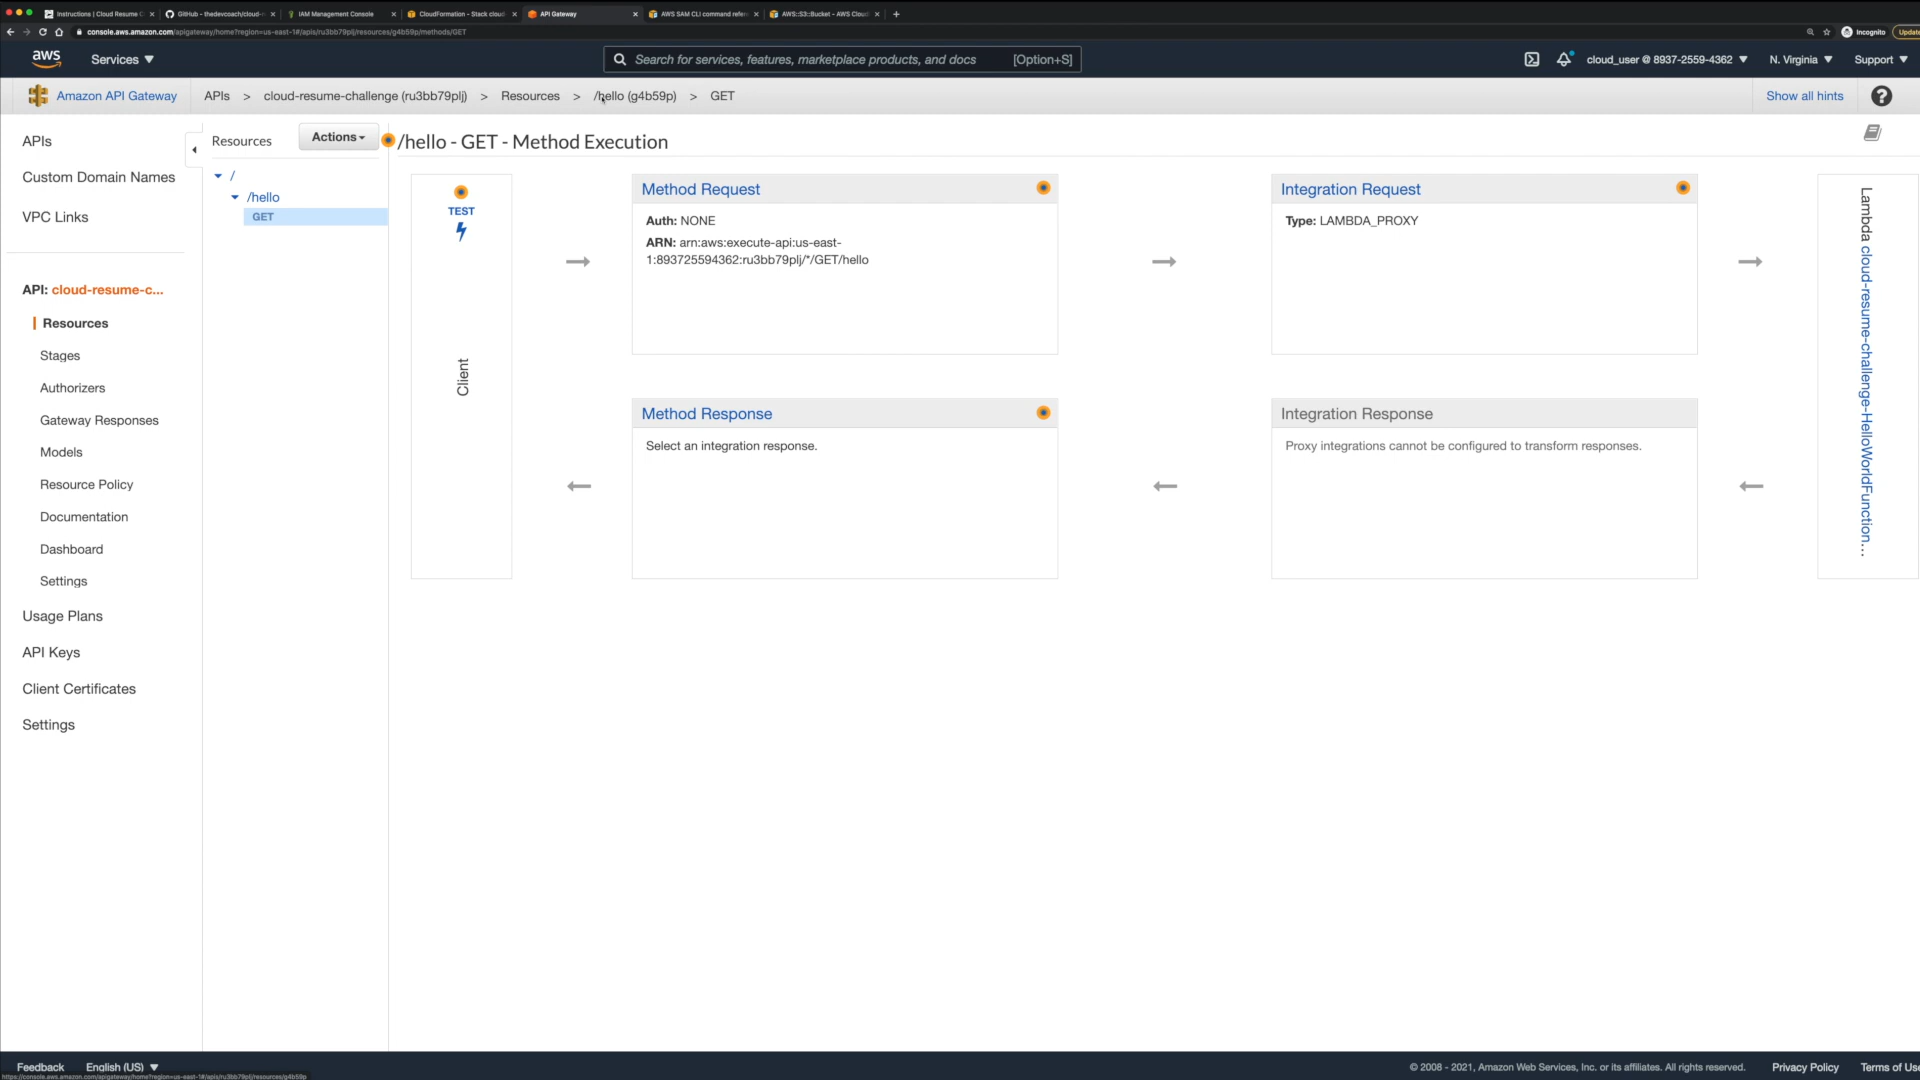 Instructions | Cloud Resume C
GitHub - thedevcoach/cloud-r
IAM Management Console
CloudFormation - Stack cloud
API Gateway
AWS SAM CLI command refere
AWS::S3::Bucket - AWS Cloud
console.aws.amazon.com/apigateway/home?region=us-east-1#/apis/ru3bb79plj/resources/g4b59p/methods/GET
Incognito
Update
aws
Services
Search for services, features, marketplace products, and docs
[Option+S]
cloud_user @ 8937-2559-4362
N. Virginia
Support
Amazon API Gateway
APIs > cloud-resume-challenge (ru3bb79plj) > Resources > /hello (g4b59p) > GET
Show all hints
?
APIs
Custom Domain Names
VPC Links
API: cloud-resume-c...
Resources
Stages
Authorizers
Gateway Responses
Models
Resource Policy
Documentation
Dashboard
Settings
Usage Plans
API Keys
Client Certificates
Settings
Resources
Actions
/
/hello
GET
/hello - GET - Method Execution
TEST
Client
Method Request
Auth: NONE
ARN: arn:aws:execute-api:us-east-
1:893725594362:ru3bb79plj/*/GET/hello
Integration Request
Type: LAMBDA_PROXY
Method Response
Select an integration response.
Integration Response
Proxy integrations cannot be configured to transform responses.
Lambda cloud-resume-challenge-HelloWorldFunction...
Feedback
English (US)
© 2008 - 2021, Amazon Web Services, Inc. or its affiliates. All rights reserved.
Privacy Policy
Terms of Use
https://console.aws.amazon.com/apigateway/home?region=us-east-1#/apis/ru3bb79plj/resources/g4b59p